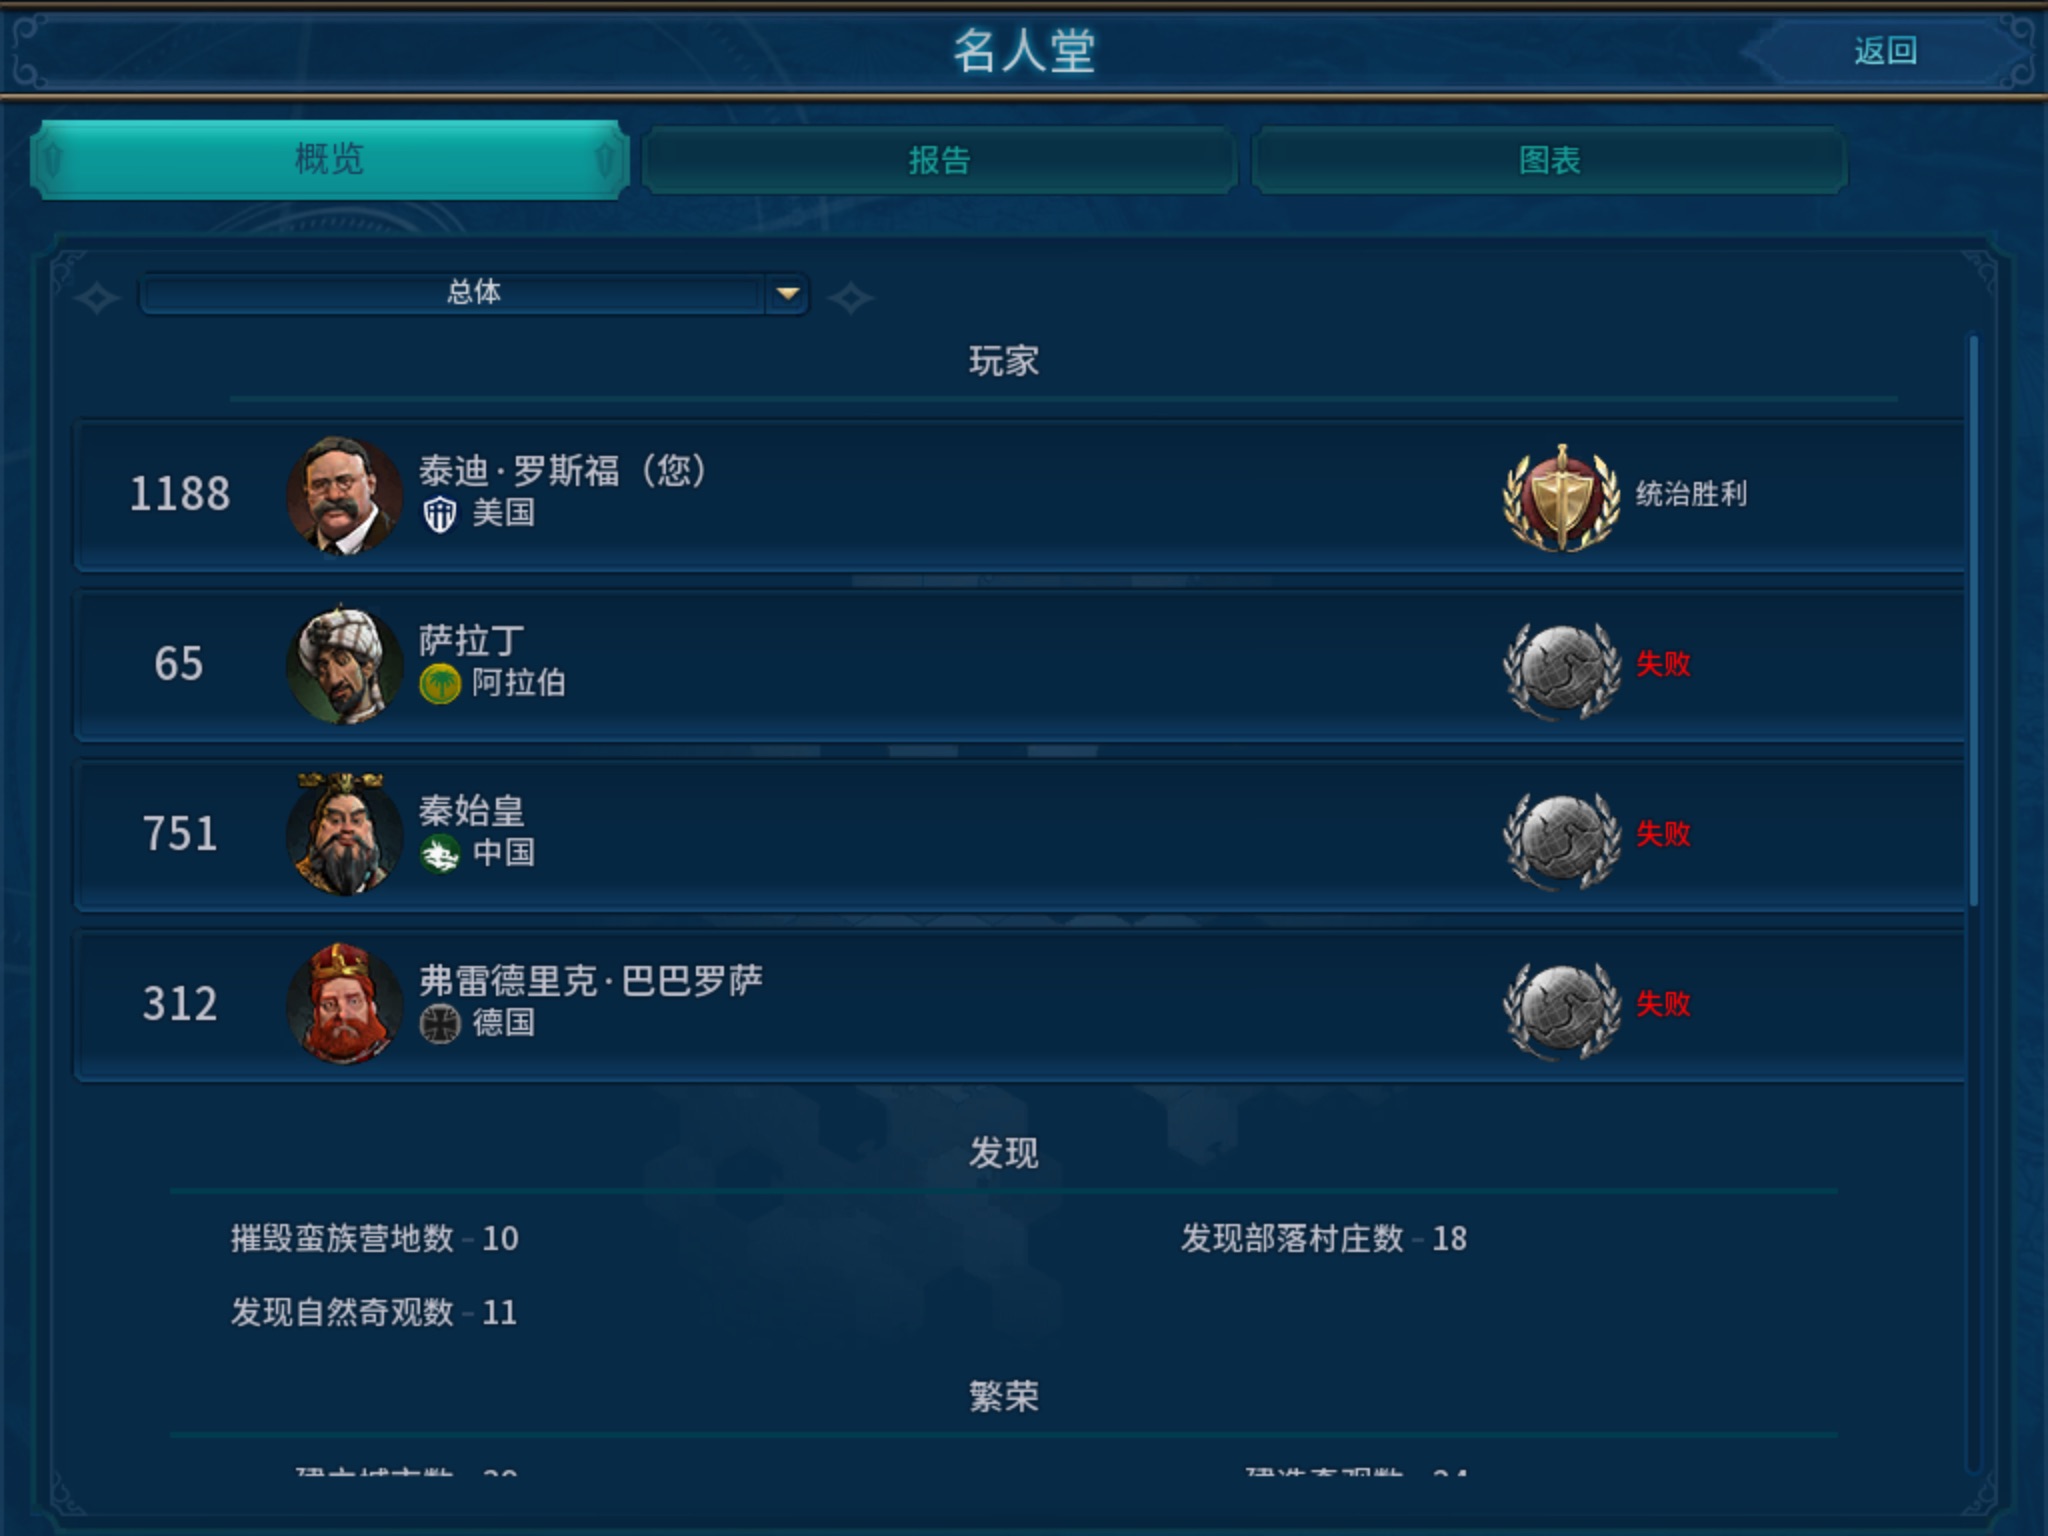 名人堂
返回
概览
报告
图表
总体
玩家
1188
泰迪·罗斯福（您）
美国
统治胜利
65
萨拉丁
阿拉伯
失败
751
秦始皇
中国
失败
312
弗雷德里克·巴巴罗萨
德国
失败
发现
摧毁蛮族营地数 - 10
发现部落村庄数 - 18
发现自然奇观数 - 11
繁荣